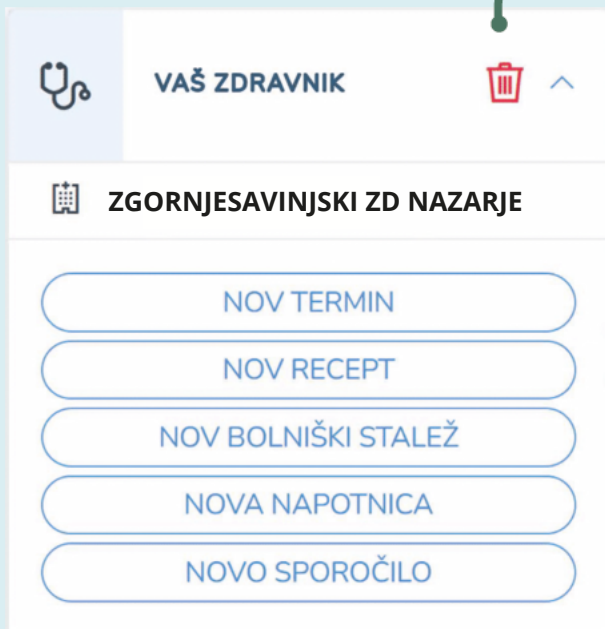 VAŠ ZDRAVNIK
ZGORNJESAVINJSKI ZD NAZARJE
NOV TERMIN
NOV RECEPT
NOV BOLNIŠKI STALEŽ
NOVA NAPOTNICA
NOVO SPOROČILO